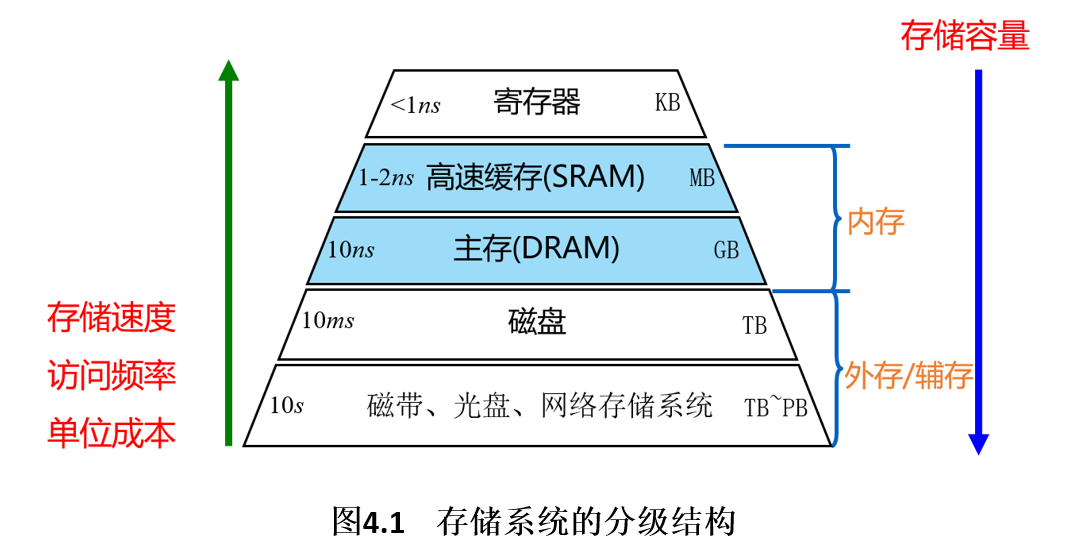 存储容量
<1ns 寄存器 KB
1-2ns 高速缓存(SRAM) MB
内存
10ns 主存(DRAM) GB
存储速度
10ms 磁盘 TB
访问频率
外存/辅存
10s 磁带、光盘、网络存储系统 TB~PB
单位成本
图4.1 存储系统的分级结构